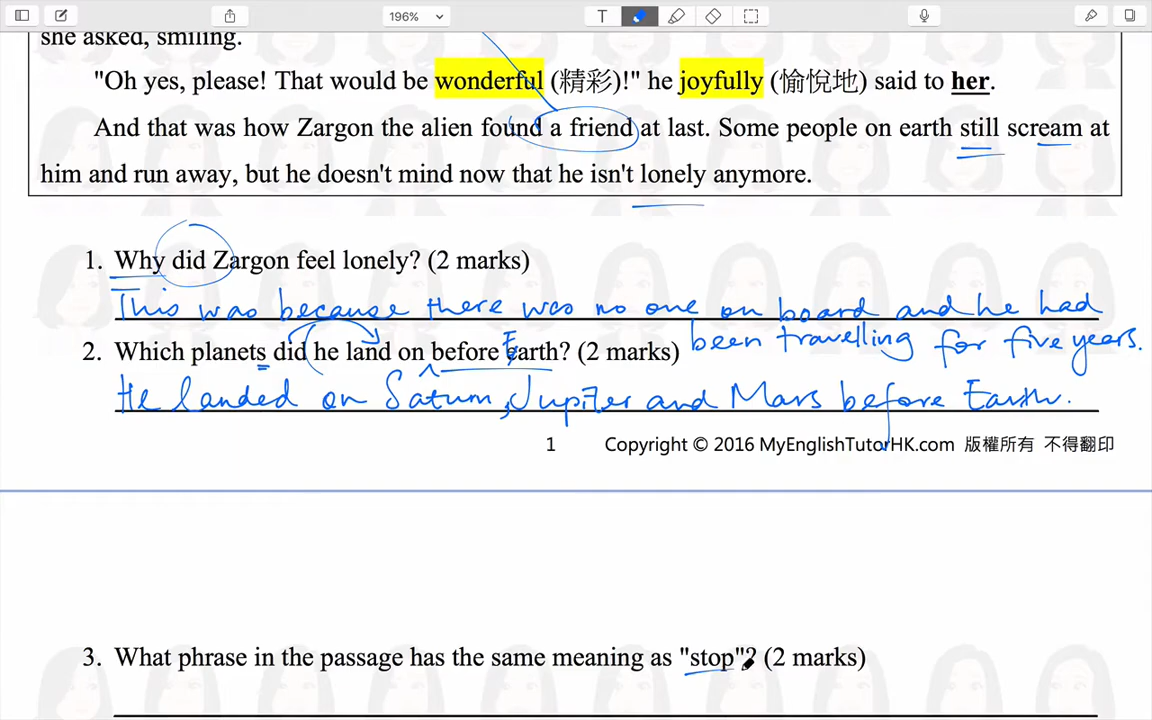 196%
T
she asked, smiling.
"Oh yes, please! That would be wonderful (精彩)!" he joyfully (愉悅地) said to her.
And that was how Zargon the alien found a friend at last. Some people on earth still scream at
him and run away, but he doesn't mind now that he isn't lonely anymore.
1. Why did Zargon feel lonely? (2 marks)
This was because there was no one on board and he had
been travelling for five years.
2. Which planets did he land on before Earth? (2 marks)
He landed on Saturn, Jupiter and Mars before Earth.
1 Copyright © 2016 MyEnglishTutorHK.com 版權所有 不得翻印
3. What phrase in the passage has the same meaning as "stop"? (2 marks)